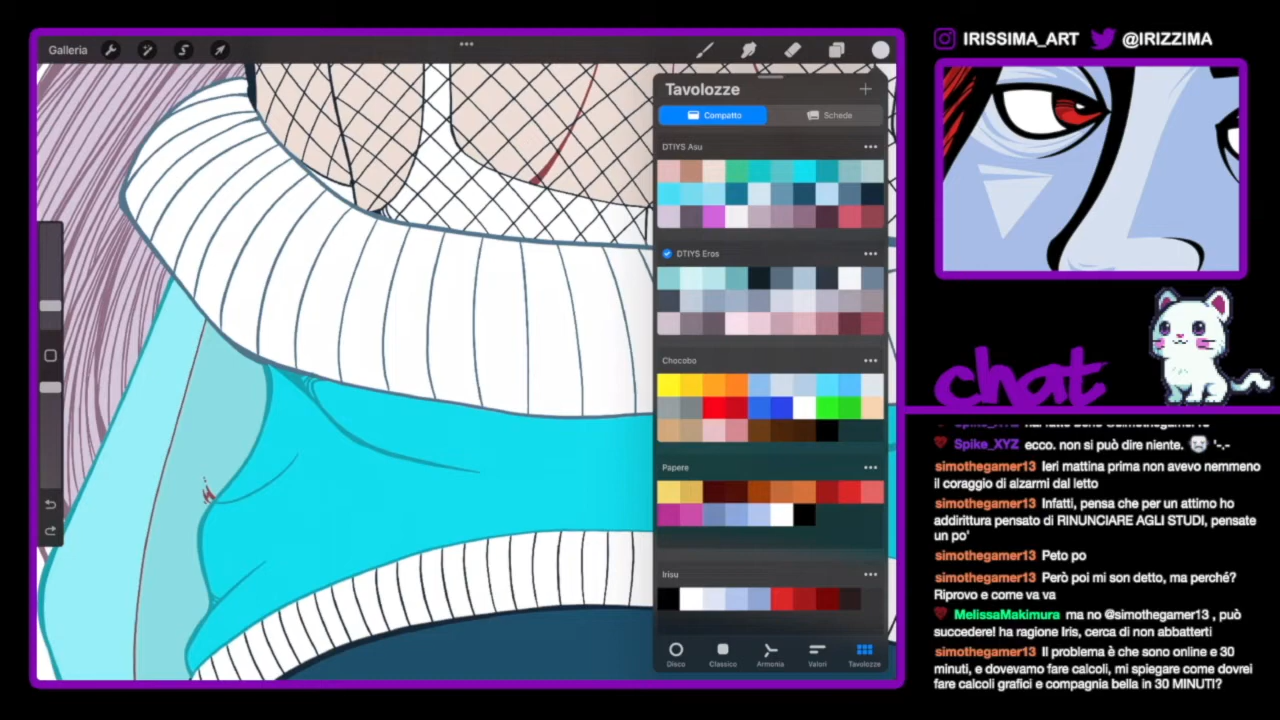 Galleria
IRISSIMA_ART
@IRIZZIMA
Tavolozze
Compatto
Schede
DTIYS Asu
DTIYS Eros
Chocobo
Papere
Irisu
Disco
Classico
Armonia
Valori
Tavolozze
chat
Spike_XYZ
Spike_XYZ ecco. non si può dire niente. '-.-
simothegamer13 Ieri mattina prima non avevo nemmeno
il coraggio di alzarmi dal letto
simothegamer13 Infatti, pensa che per un attimo ho
addirittura pensato di RINUNCIARE AGLI STUDI, pensate
un po'
simothegamer13 Peto po
simothegamer13 Però poi mi son detto, ma perché?
Riprovo e come va va
MelissaMakimura ma no @simothegamer13 , può
succedere! ha ragione Iris, cerca di non abbatterti
simothegamer13 Il problema è che sono online e 30
minuti, e dovevamo fare calcoli, mi spiegare come dovrei
fare calcoli grafici e compagnia bella in 30 MINUTI?